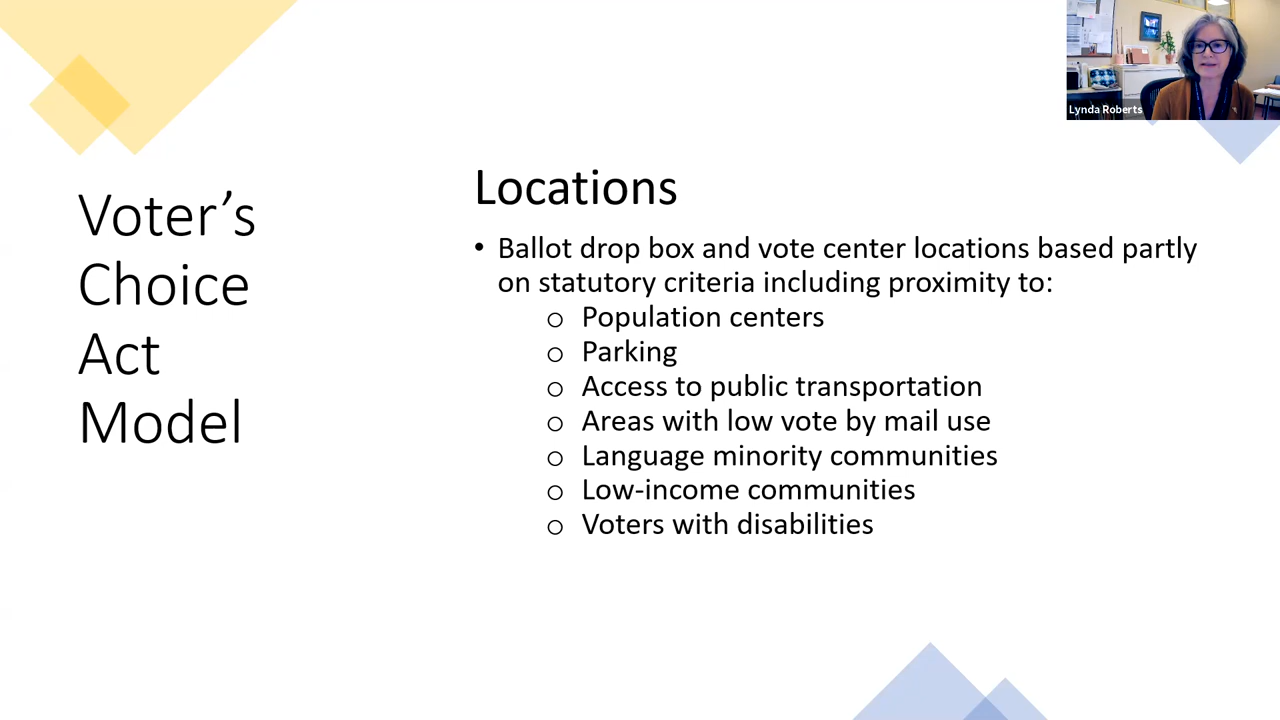 Lynda Roberts
Voter’s
Choice
Act
Model
Locations
• Ballot drop box and vote center locations based partly
on statutory criteria including proximity to:
o Population centers
o Parking
o Access to public transportation
o Areas with low vote by mail use
o Language minority communities
o Low-income communities
o Voters with disabilities